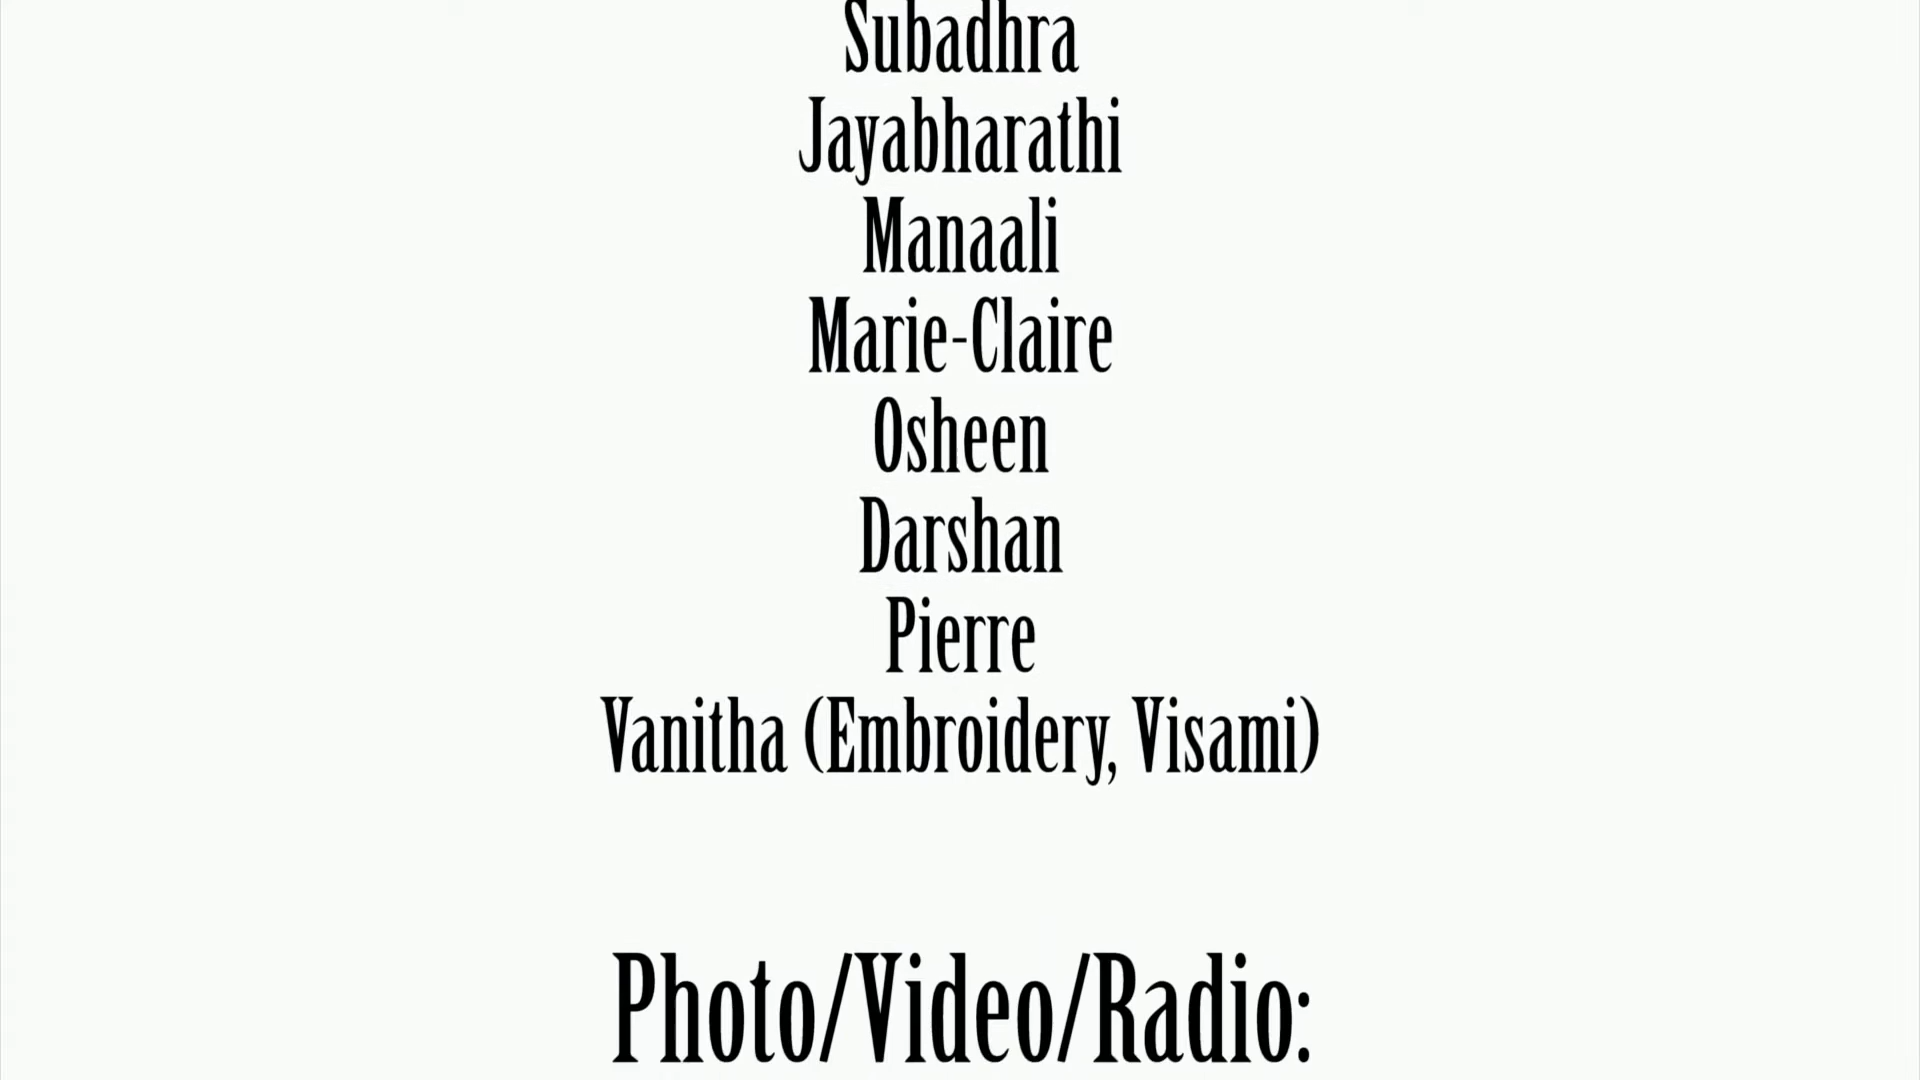 Subadhra
Jayabharathi
Manaali
Marie-Claire
Osheen
Darshan
Pierre
Vanitha (Embroidery, Visami)
Photo/Video/Radio: